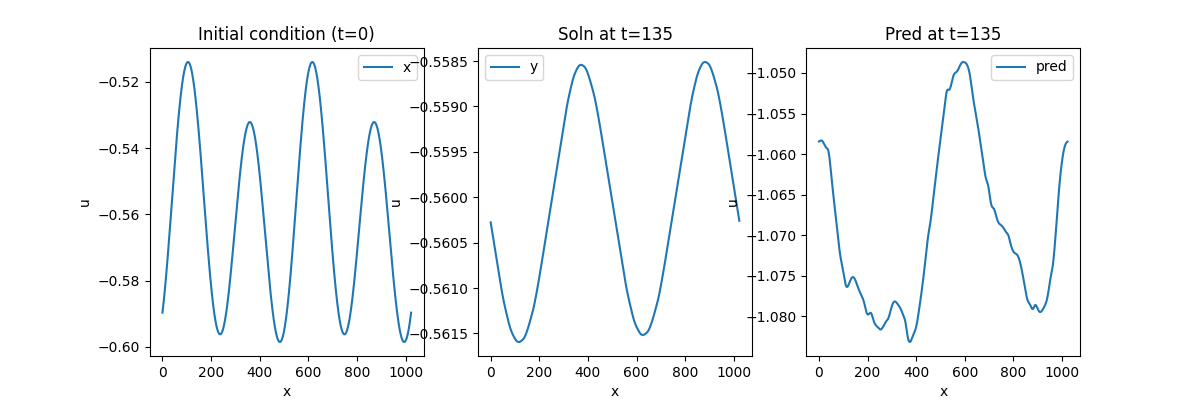 Initial condition (t=0)
x
−0.52
−0.54
−0.56
−0.58
−0.60
u
0 200 400 600 800 1000
x
Soln at t=135
y
−0.5585
−0.5590
−0.5595
−0.5600
−0.5605
−0.5610
−0.5615
u
0 200 400 600 800 1000
x
Pred at t=135
pred
−1.050
−1.055
−1.060
−1.065
−1.070
−1.075
−1.080
u
0 200 400 600 800 1000
x